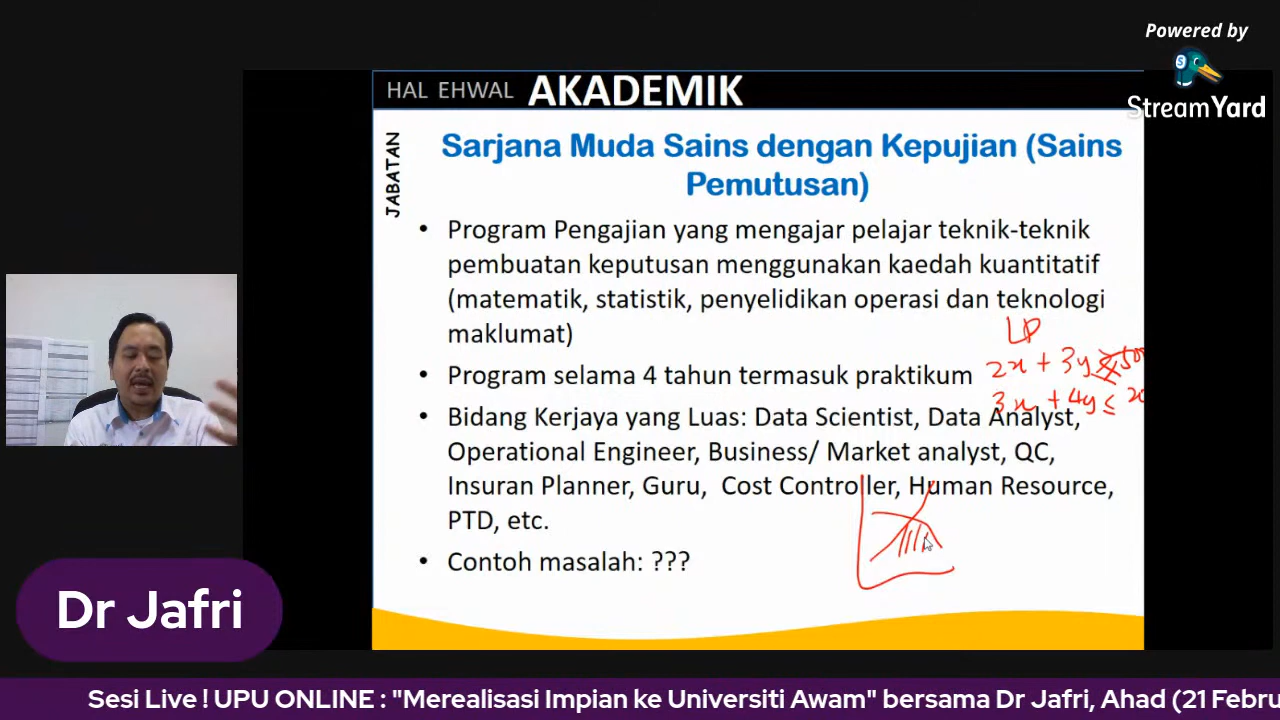 Powered by
StreamYard
HAL EHWAL AKADEMIK
JABATAN
Sarjana Muda Sains dengan Kepujian (Sains
Pemutusan)
• Program Pengajian yang mengajar pelajar teknik-teknik
pembuatan keputusan menggunakan kaedah kuantitatif
(matematik, statistik, penyelidikan operasi dan teknologi
maklumat)
LP
2x + 3y
• Program selama 4 tahun termasuk praktikum
3x + 4y ≤
• Bidang Kerjaya yang Luas: Data Scientist, Data Analyst,
Operational Engineer, Business/ Market analyst, QC,
Insuran Planner, Guru, Cost Controller, Human Resource,
PTD, etc.
• Contoh masalah: ???
Dr Jafri
Sesi Live ! UPU ONLINE : "Merealisasi Impian ke Universiti Awam" bersama Dr Jafri, Ahad (21 Febru